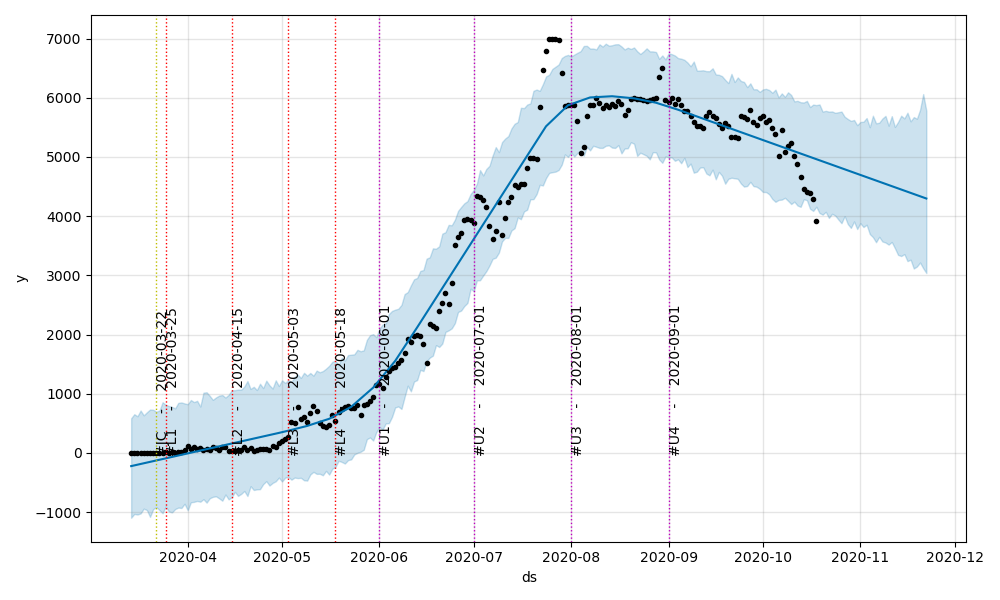 7000
6000
5000
4000
3000
2000
1000
0
−1000
y
#JC - 2020-03-22
#L1 - 2020-03-25
#L2 - 2020-04-15
#L3 - 2020-05-03
#L4 - 2020-05-18
#U1 - 2020-06-01
#U2 - 2020-07-01
#U3 - 2020-08-01
#U4 - 2020-09-01
2020-04 2020-05 2020-06 2020-07 2020-08 2020-09 2020-10 2020-11 2020-12
ds